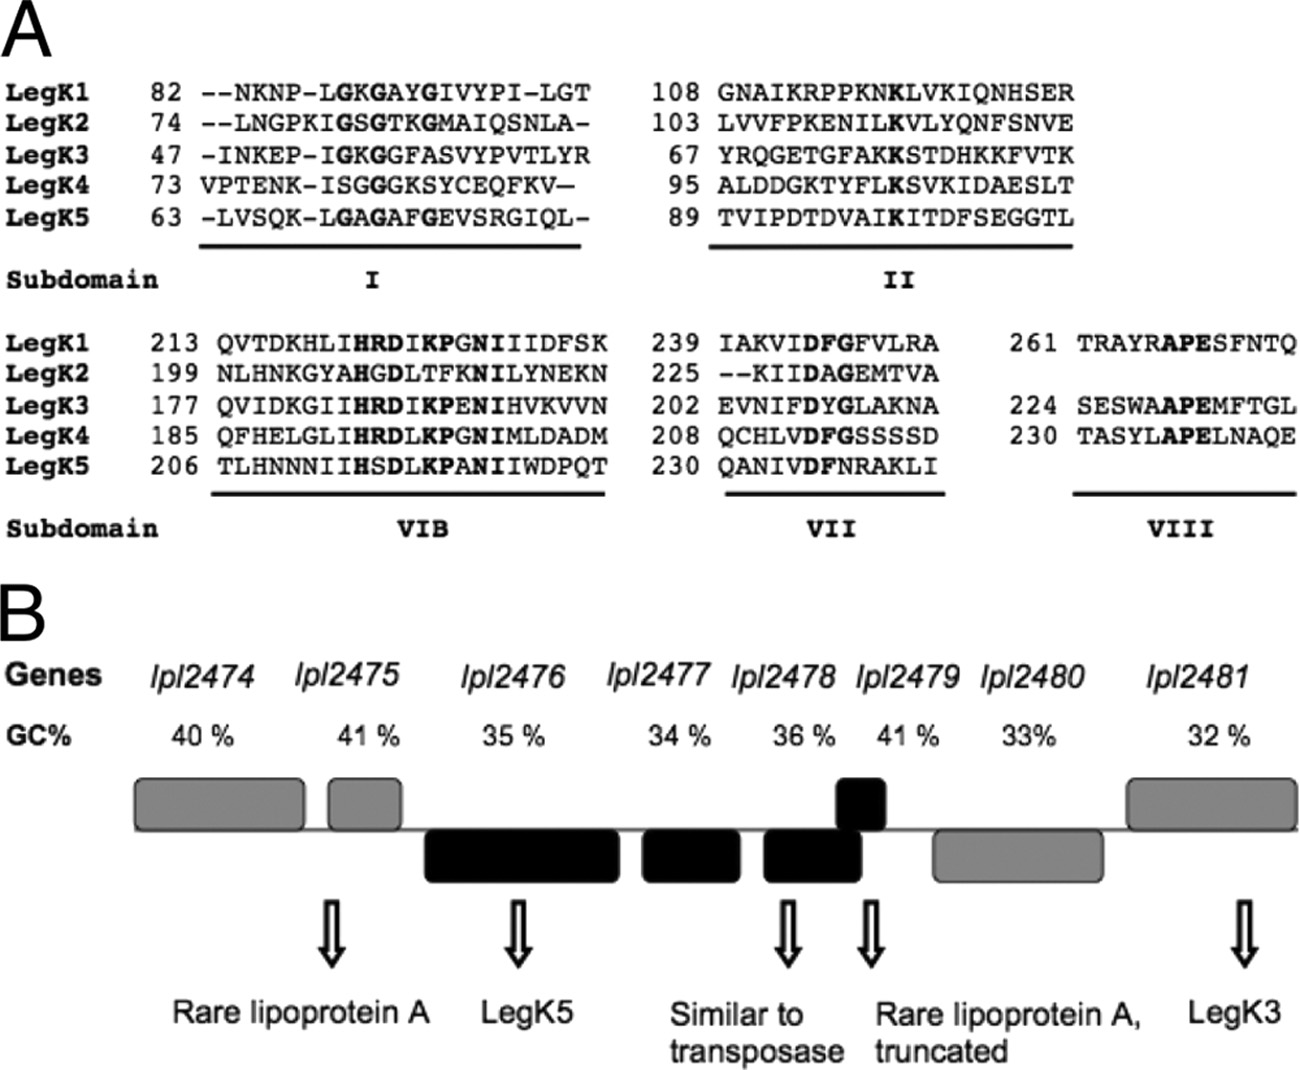 A
LegK1 82 --NKNP-LGKGAYGIVYPI-LGT 108 GNAIKRPPKNKLVKIQNHSER
LegK2 74 --LNGPKIGSGTKGMAIQSNLA- 103 LVVFPKENILKVLYQNFSNVE
LegK3 47 -INKEP-IGKGGFASVYPVTLYR 67 YRQGETGFAKKSTDHKKFVTK
LegK4 73 VPTENK-ISGGGKSYCEQFKV— 95 ALDDGKTYFLKSVKIDAESLT
LegK5 63 -LVSQK-LGAGAFGEVSRGIQL- 89 TVIPDTDVAIKITDFSEGGTL
Subdomain I II
LegK1 213 QVTDKHLIHRDIKPGNIIIDFSK 239 IAKVIDFGFVLRA 261 TRAYRAPESFNTQ
LegK2 199 NLHNKGYAHGDLTFKNILYNEKN 225 --KIIDAGEMTVA
LegK3 177 QVIDKGIIHRDIKPENIHVKVVN 202 EVNIFDYGLAKNA 224 SESWAAPEMFTGL
LegK4 185 QFHELGLIHRDLKPGNIMLDADM 208 QCHLVDFGSSSSD 230 TASYLAPELNAQE
LegK5 206 TLHNNNIIHSDLKPANIIWDPQT 230 QANIVDFNRAKLI
Subdomain VIB VII VIII
B
Genes lpl2474 lpl2475 lpl2476 lpl2477 lpl2478 lpl2479 lpl2480 lpl2481
GC% 40 % 41 % 35 % 34 % 36 % 41 % 33% 32 %
Rare lipoprotein A LegK5 Similar to Rare lipoprotein A, LegK3
transposase truncated